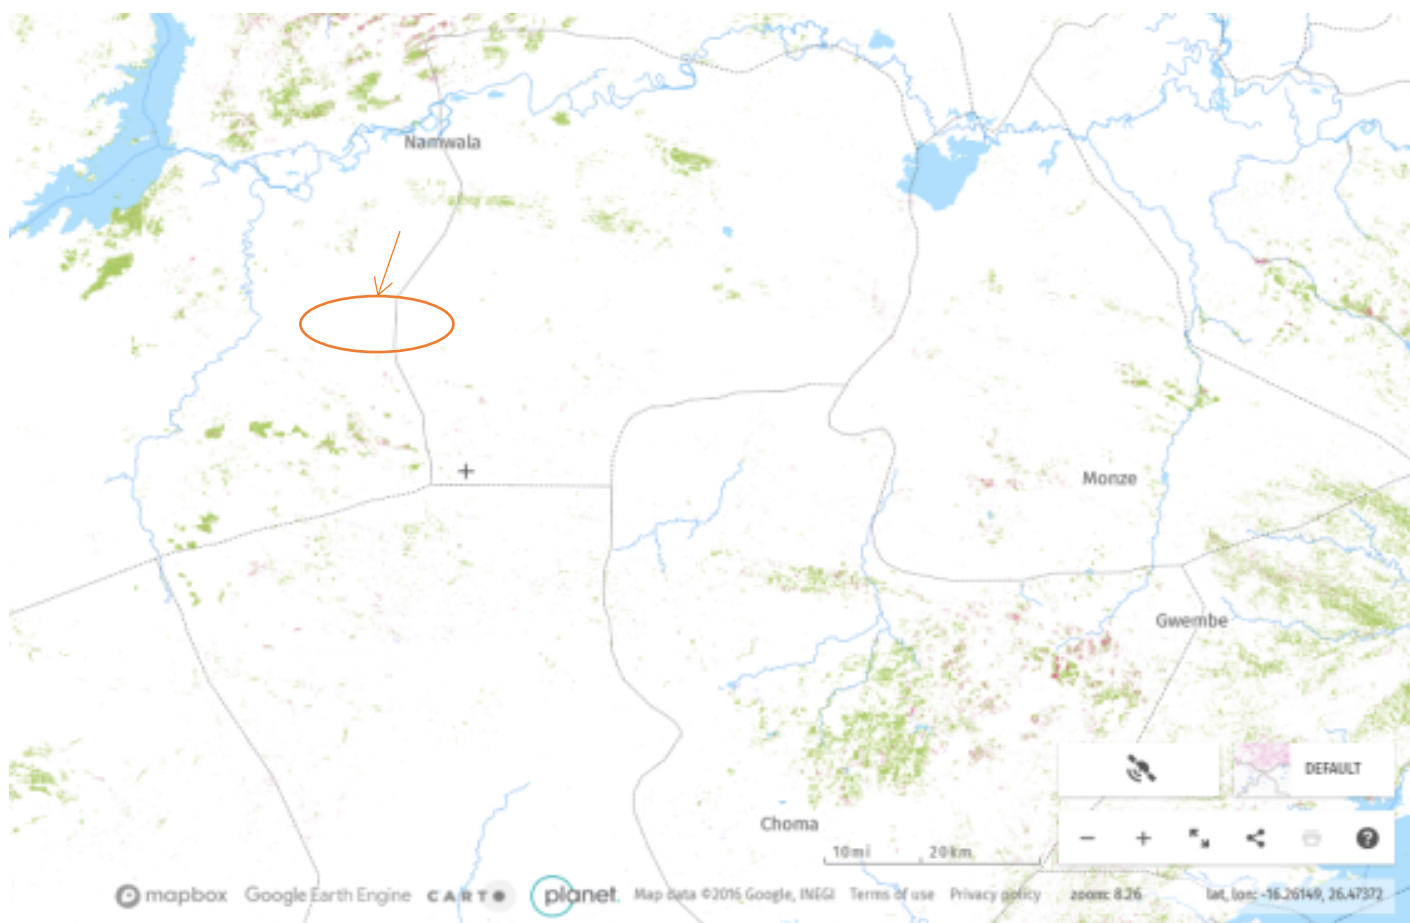 Namwala
Monze
Gwembe
DEFAULT
Choma
10mi
20km
mapbox
Google Earth Engine
CARTO
planet.
Map data ©2016 Google, INEGI
Terms of use
Privacy policy
zoom: 8.26
lat, lon: -16.26149, 26.47372